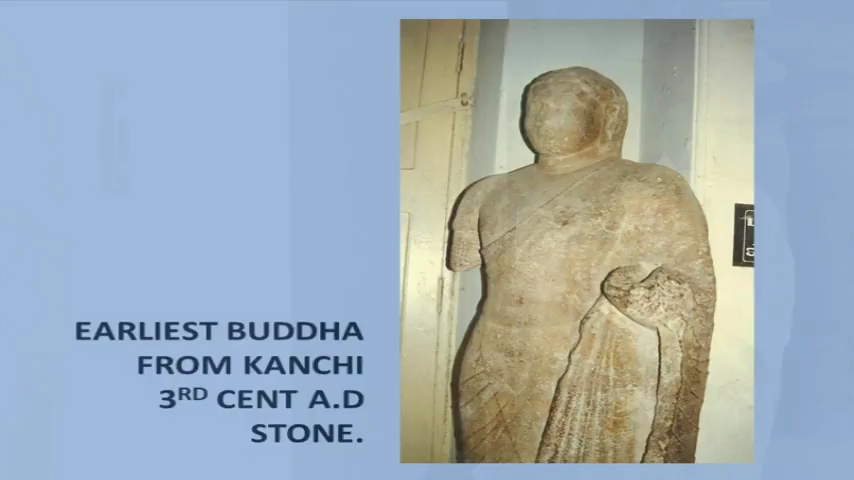 EARLIEST BUDDHA
FROM KANCHI
3RD CENT A.D
STONE.